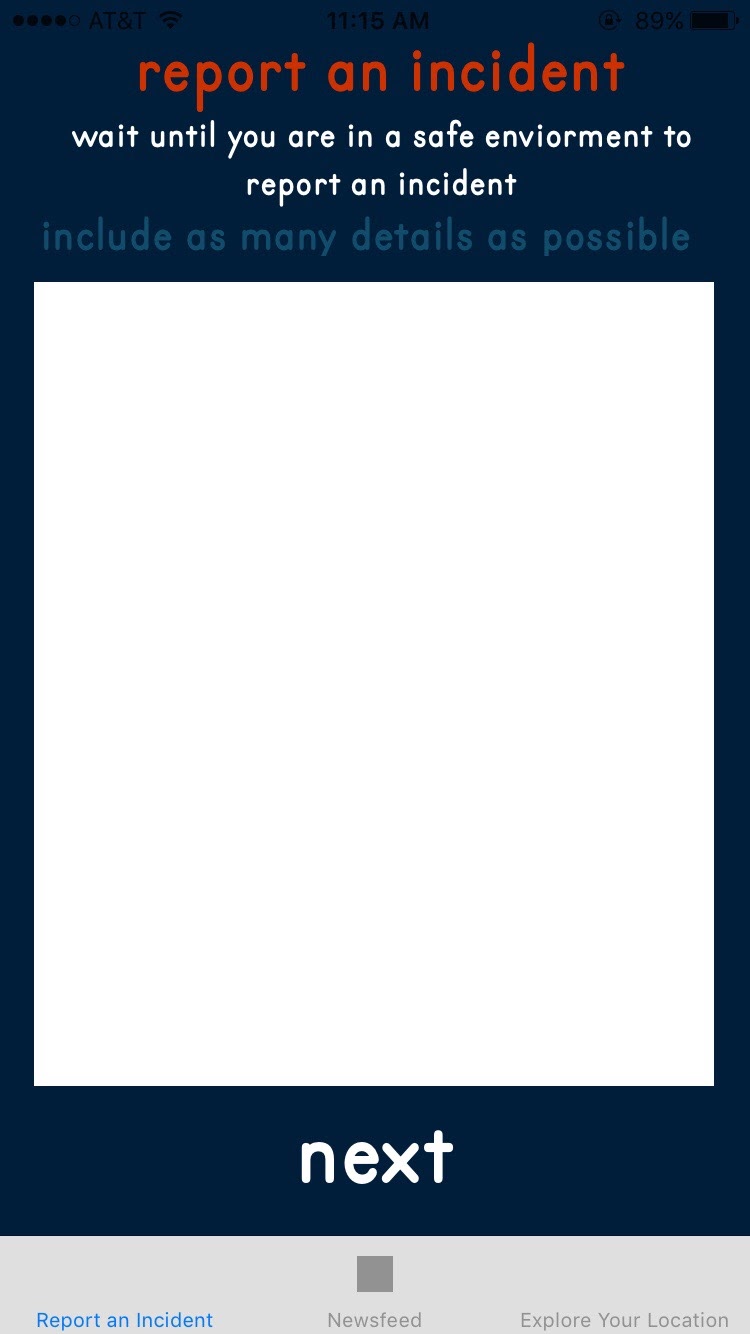 AT&T 11:15 AM 89%
report an incident
wait until you are in a safe enviorment to
report an incident
include as many details as possible
next
Report an Incident Newsfeed Explore Your Location